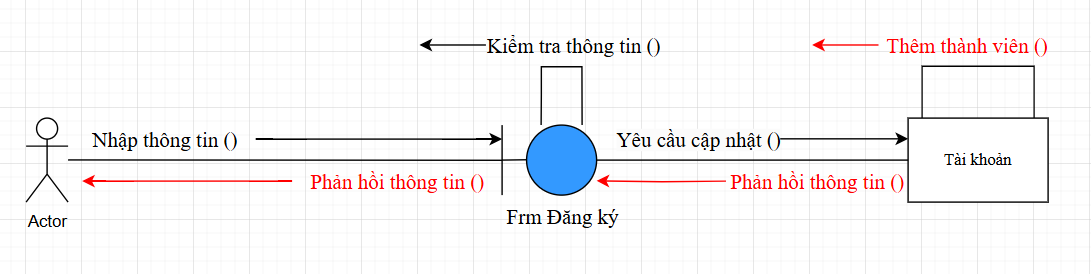 Kiểm tra thông tin ()
Thêm thành viên ()
Nhập thông tin ()
Yêu cầu cập nhật ()
Tài khoản
Phản hồi thông tin ()
Phản hồi thông tin ()
Actor
Frm Đăng ký